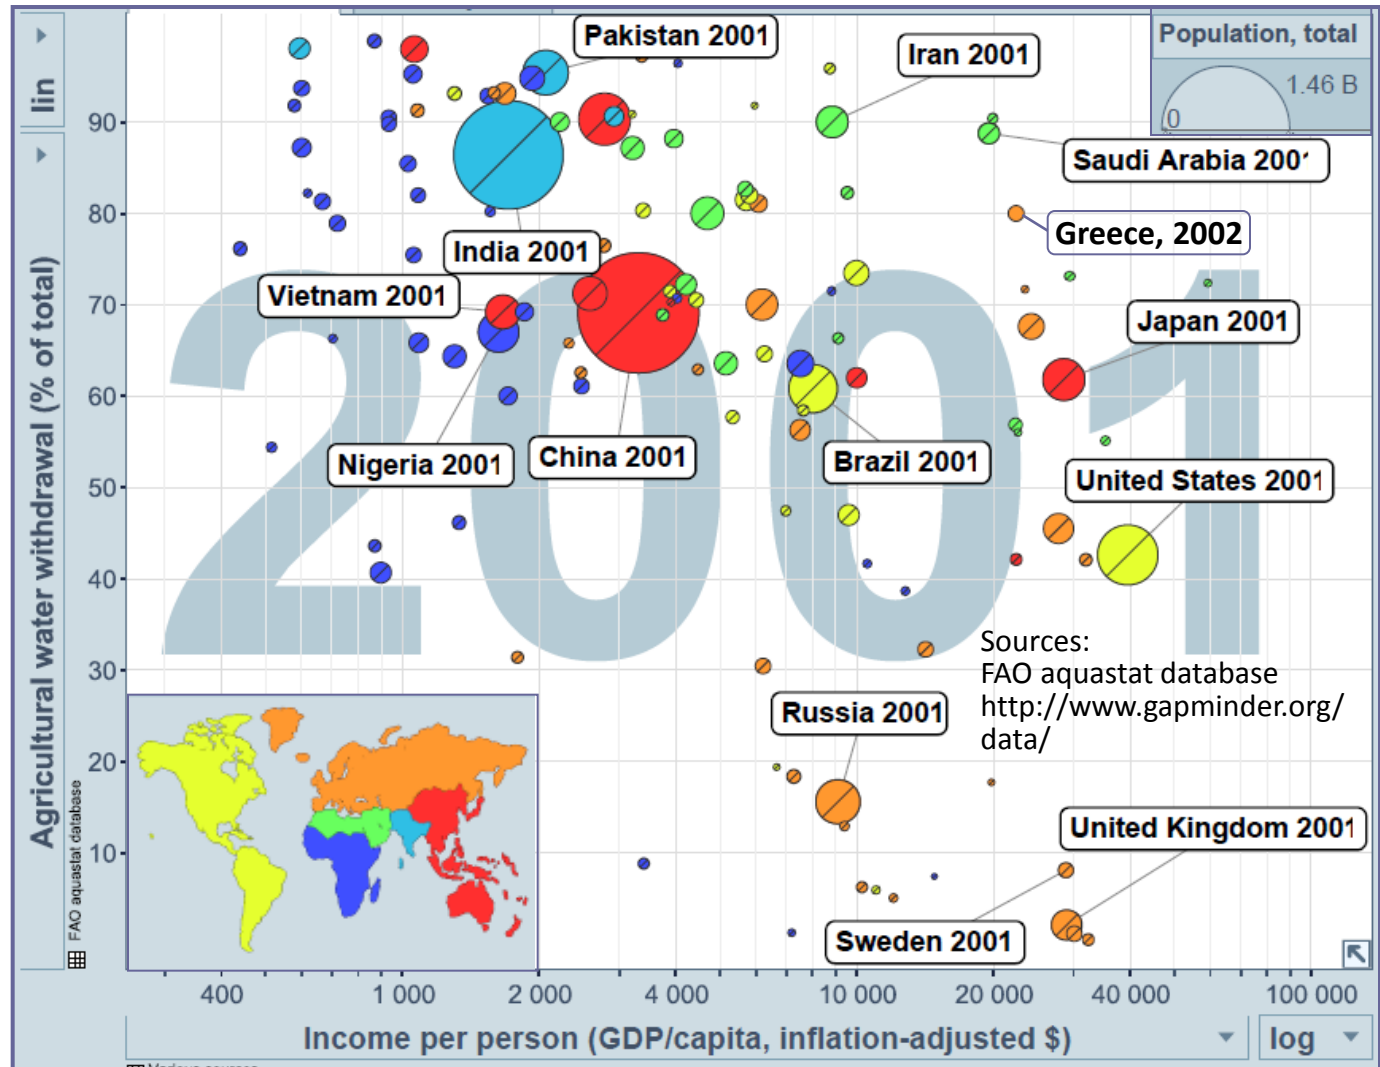 Population, total
1.46 B
0
lin
Agricultural water withdrawal (% of total)
FAO aquastat database
90
80
70
60
50
40
30
20
10
Pakistan 2001
Iran 2001
Saudi Arabia 2001
Greece, 2002
India 2001
Vietnam 2001
Japan 2001
Nigeria 2001
China 2001
Brazil 2001
United States 2001
2001
Sources:
FAO aquastat database
http://www.gapminder.org/
data/
Russia 2001
United Kingdom 2001
Sweden 2001
400
1 000
2 000
4 000
10 000
20 000
40 000
100 000
Income per person (GDP/capita, inflation-adjusted $)
log